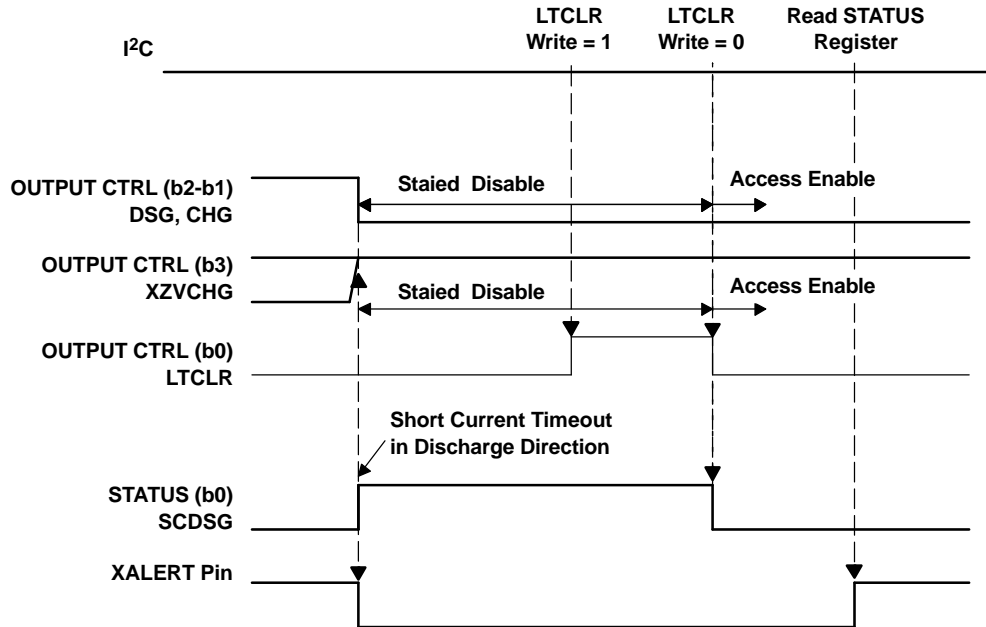 LTCLR
Write = 1
LTCLR
Write = 0
Read STATUS
Register
I²C
OUTPUT CTRL (b2-b1)
DSG, CHG
Staied Disable
Access Enable
OUTPUT CTRL (b3)
XZVCHG
Staied Disable
Access Enable
OUTPUT CTRL (b0)
LTCLR
Short Current Timeout
in Discharge Direction
STATUS (b0)
SCDSG
XALERT Pin